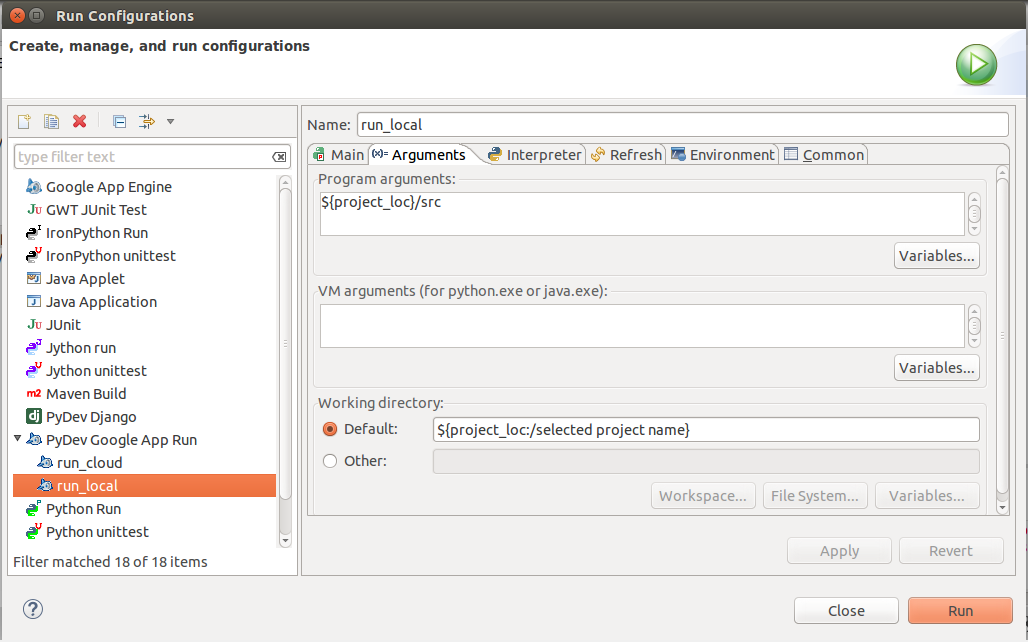 Run Configurations
Create, manage, and run configurations
type filter text
Google App Engine
GWT JUnit Test
IronPython Run
IronPython unittest
Java Applet
Java Application
JUnit
Jython run
Jython unittest
Maven Build
PyDev Django
PyDev Google App Run
run_cloud
run_local
Python Run
Python unittest
Filter matched 18 of 18 items
Name: run_local
Main (x)= Arguments Interpreter Refresh Environment Common
Program arguments:
${project_loc}/src
Variables...
VM arguments (for python.exe or java.exe):
Variables...
Working directory:
Default: ${project_loc:/selected project name}
Other:
Workspace... File System... Variables...
Apply Revert
Close Run